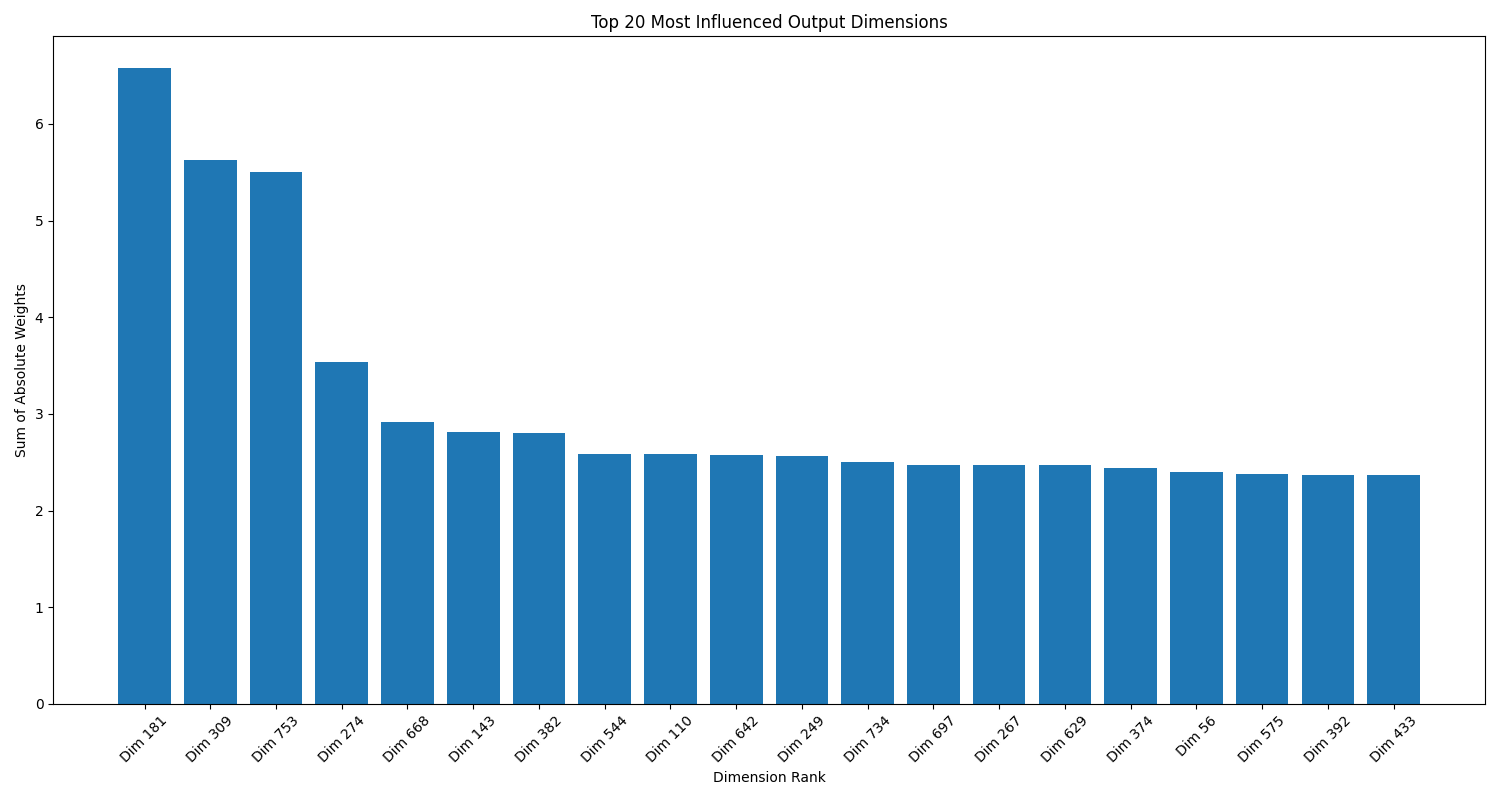 Top 20 Most Influenced Output Dimensions
Sum of Absolute Weights
6
5
4
3
2
1
0
Dim 181
Dim 309
Dim 753
Dim 274
Dim 668
Dim 143
Dim 382
Dim 544
Dim 110
Dim 642
Dim 249
Dim 734
Dim 697
Dim 267
Dim 629
Dim 374
Dim 56
Dim 575
Dim 392
Dim 433
Dimension Rank